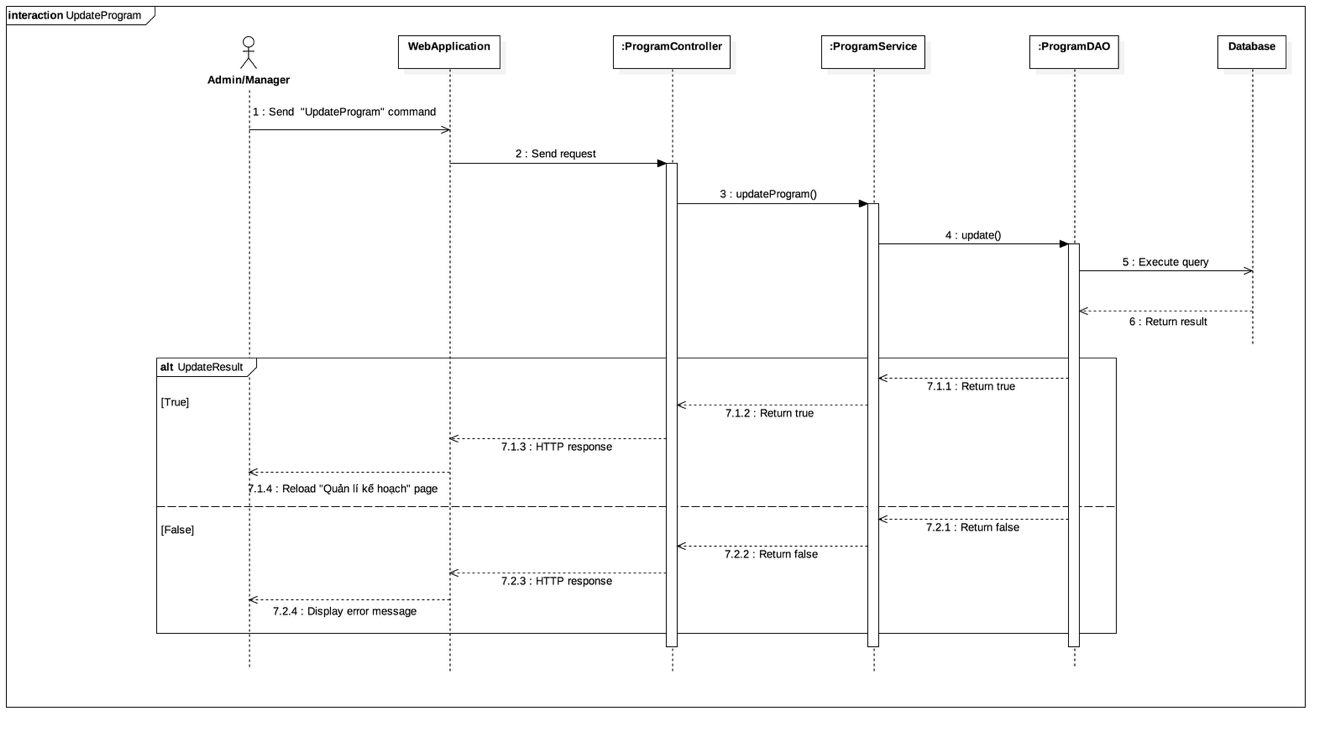 interaction UpdateProgram
WebApplication
:ProgramController
:ProgramService
:ProgramDAO
Database
Admin/Manager
1 : Send "UpdateProgram" command
2 : Send request
3 : updateProgram()
4 : update()
5 : Execute query
6 : Return result
alt UpdateResult
7.1.1 : Return true
[True]
7.1.2 : Return true
7.1.3 : HTTP response
7.1.4 : Reload "Quản lí kế hoạch" page
[False]
7.2.1 : Return false
7.2.2 : Return false
7.2.3 : HTTP response
7.2.4 : Display error message